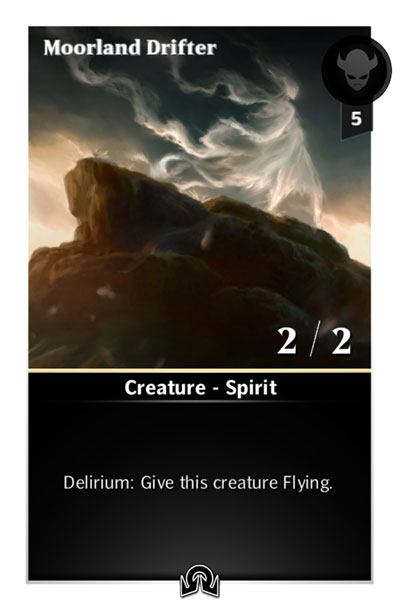 Moorland Drifter
5
2 / 2
Creature - Spirit
Delirium: Give this creature Flying.